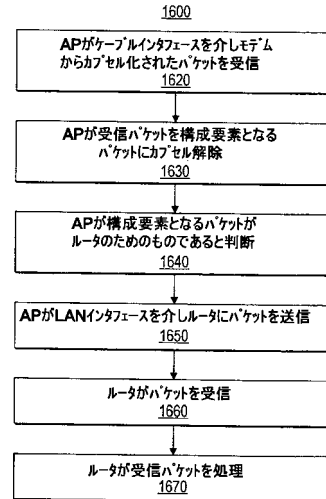 1600
APがケーブルインタフェースを介しモデム
からカプセル化されたパケットを受信
1620
APが受信パケットを構成要素となる
パケットにカプセル解除
1630
APが構成要素となるパケットが
ルータのためのものであると判断
1640
APがLANインタフェースを介しルータにパケットを送信
1650
ルータがパケットを受信
1660
ルータが受信パケットを処理
1670